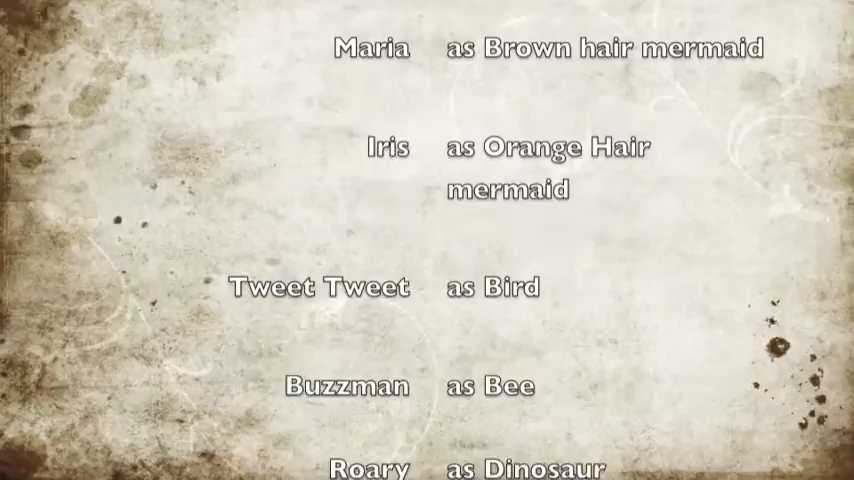 Maria as Brown hair mermaid
Iris as Orange Hair
mermaid
Tweet Tweet as Bird
Buzzman as Bee
Roary as Dinosaur